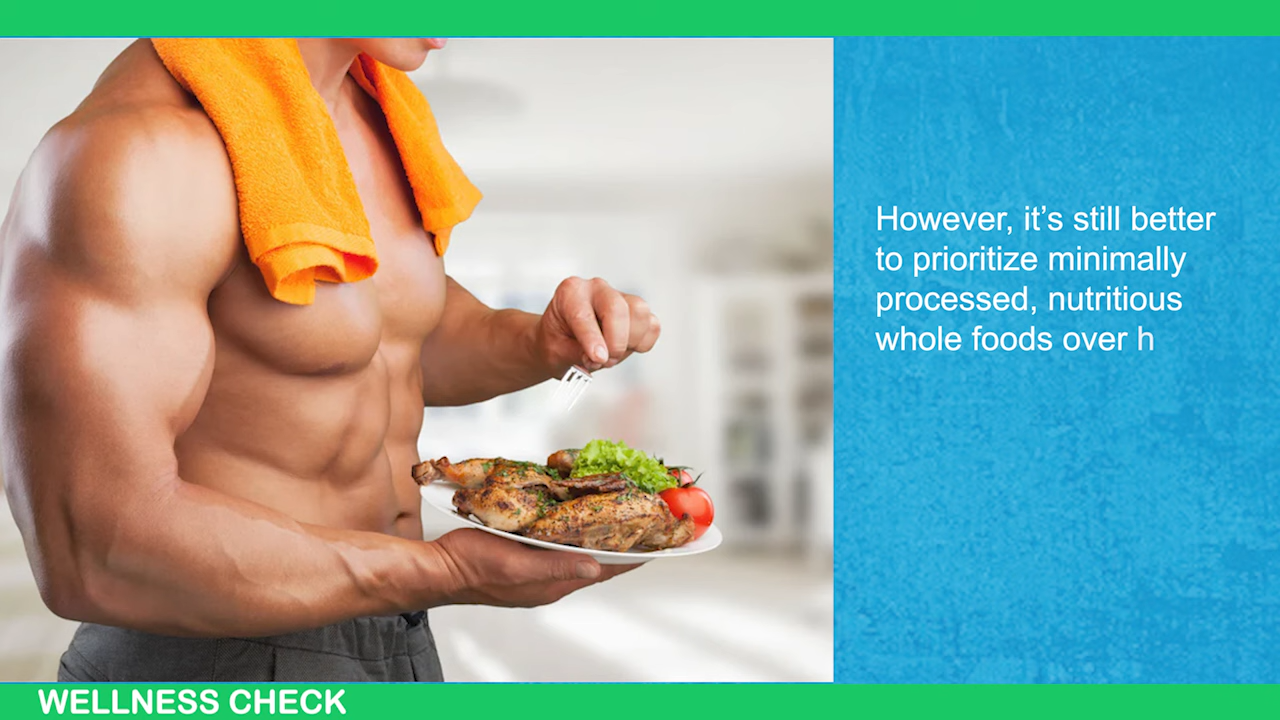 However, it’s still better
to prioritize minimally
processed, nutritious
whole foods over h
WELLNESS CHECK